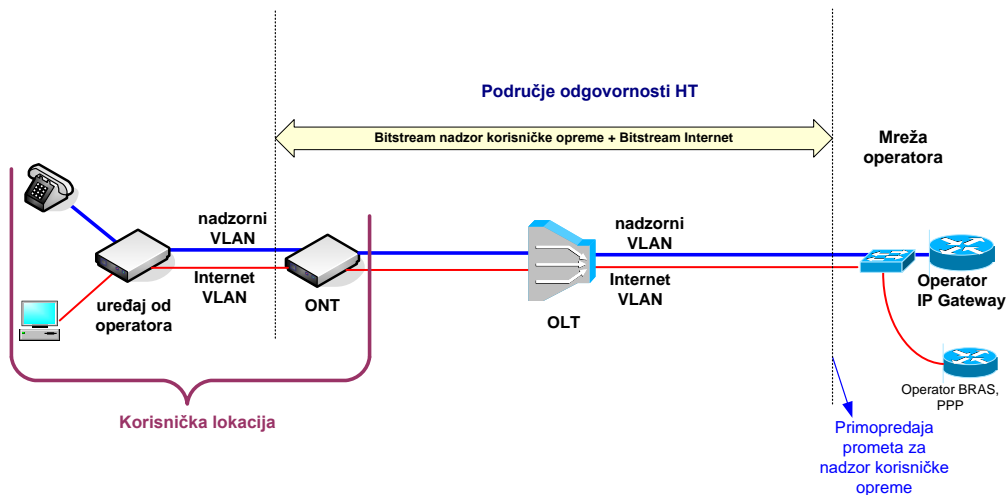 Područje odgovornosti HT
Bitstream nadzor korisničke opreme + Bitstream Internet
Mreža
operatora
nadzorni
VLAN
Internet
VLAN
uređaj od
operatora
ONT
OLT
nadzorni
VLAN
Internet
VLAN
Operator
IP Gateway
Operator BRAS,
PPP
Korisnička lokacija
Primopredaja
prometa za
nadzor korisničke
opreme